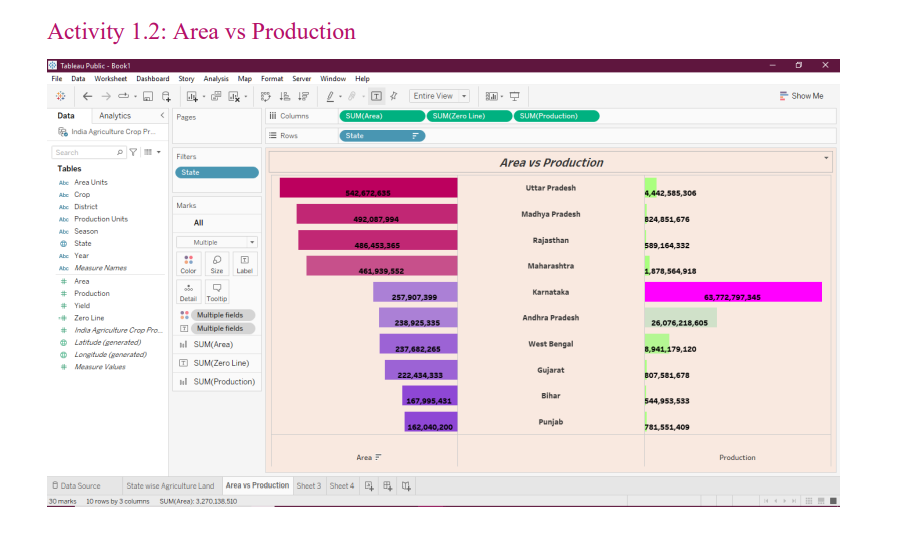 Activity 1.2: Area vs Production
Tableau Public - Book1
File Data Worksheet Dashboard Story Analysis Map Format Server Window Help
Entire View
Show Me
Data Analytics
India Agriculture Crop Pr...
Search
Tables
Abc Area Units
Abc Crop
Abc District
Abc Production Units
Abc Season
State
Abc Year
Abc Measure Names
# Area
# Production
# Yield
=# Zero Line
# India Agriculture Crop Pro...
Latitude (generated)
Longitude (generated)
# Measure Values
Pages
Filters
State
Marks
All
Multiple
Color Size Label
Detail Tooltip
Multiple fields
Multiple fields
SUM(Area)
SUM(Zero Line)
SUM(Production)
Columns SUM(Area) SUM(Zero Line) SUM(Production)
Rows State
Area vs Production
542,672,635 Uttar Pradesh 4,442,585,306
492,087,994 Madhya Pradesh 824,851,676
486,453,365 Rajasthan 589,164,332
461,939,552 Maharashtra 1,878,564,918
257,907,399 Karnataka 63,772,797,345
238,925,335 Andhra Pradesh 26,076,218,605
237,682,265 West Bengal 8,941,179,120
222,434,333 Gujarat 807,581,678
167,995,431 Bihar 544,953,533
162,040,200 Punjab 781,551,409
Area Production
Data Source State wise Agriculture Land Area vs Production Sheet 3 Sheet 4
30 marks 10 rows by 3 columns SUM(Area): 3,270,138,510